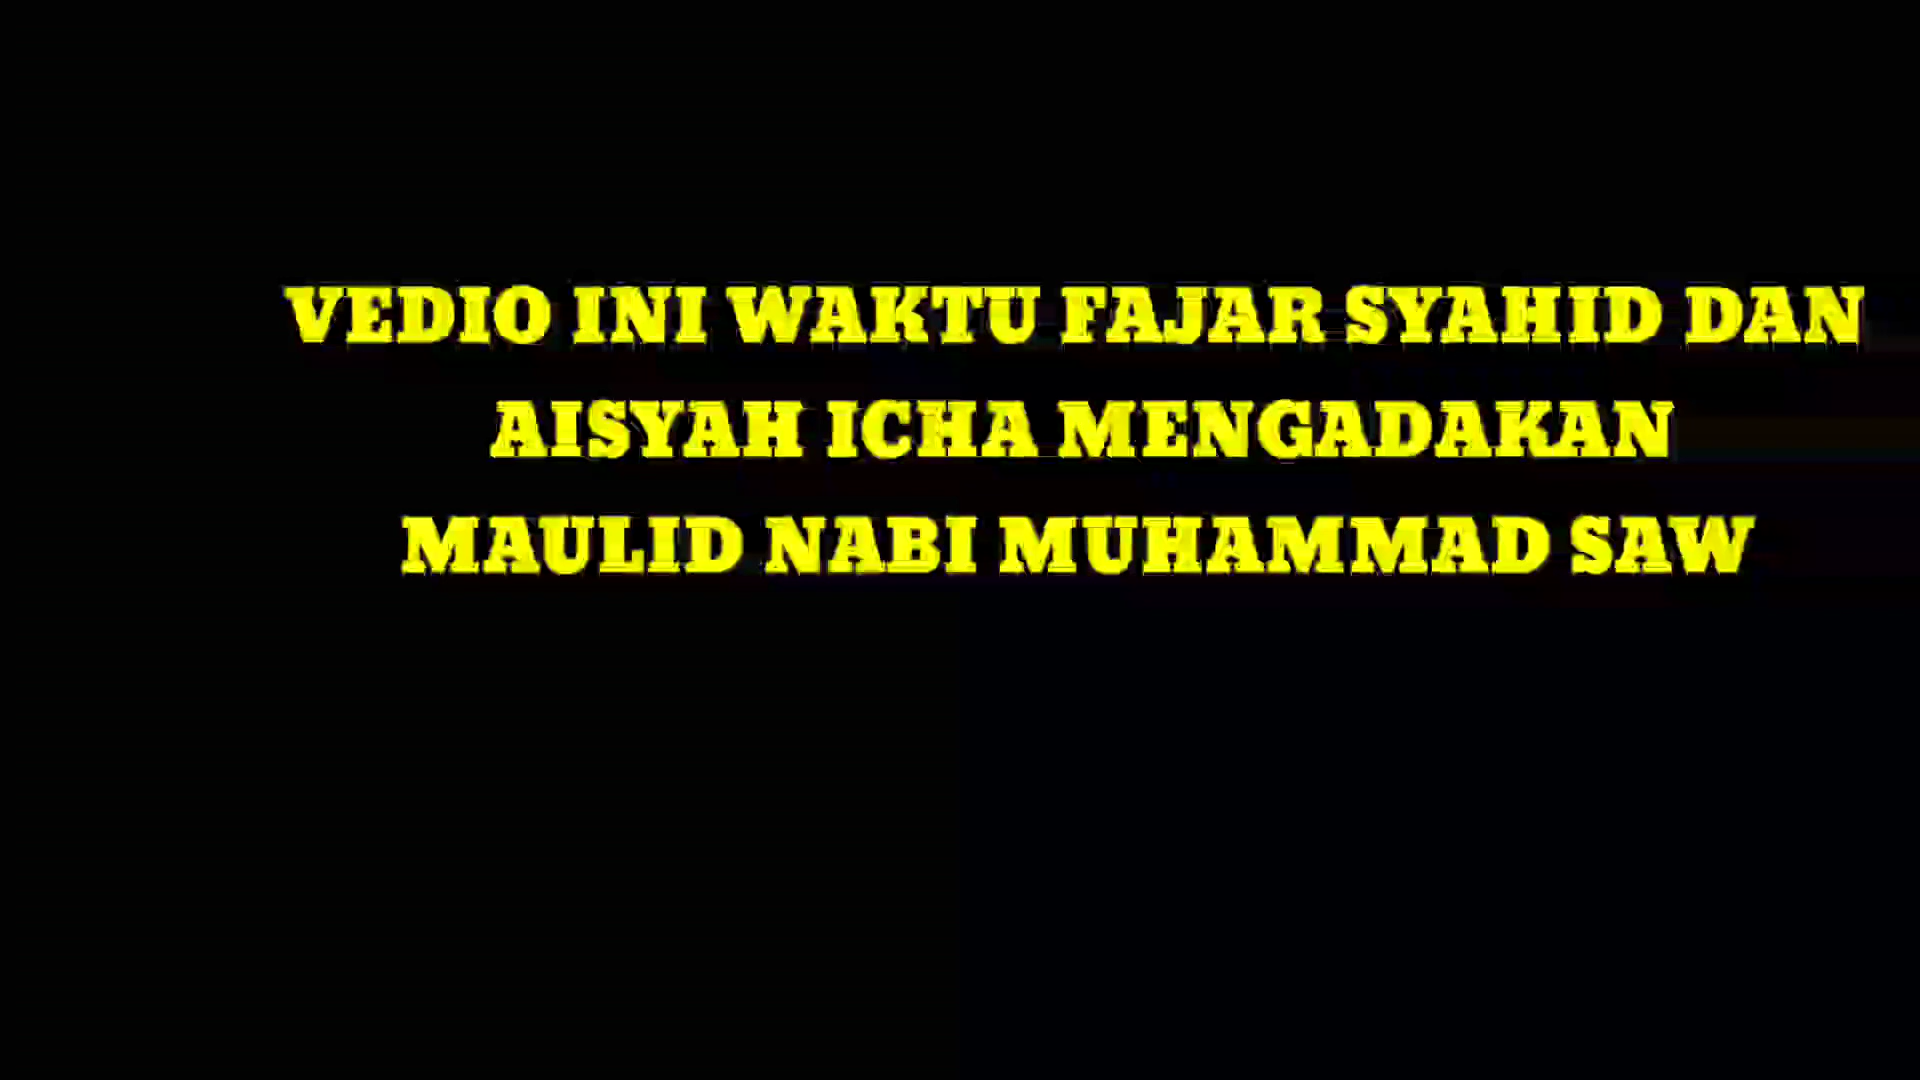 VEDIO INI WAKTU FAJAR SYAHID DAN
AISYAH ICHA MENGADAKAN
MAULID NABI MUHAMMAD SAW